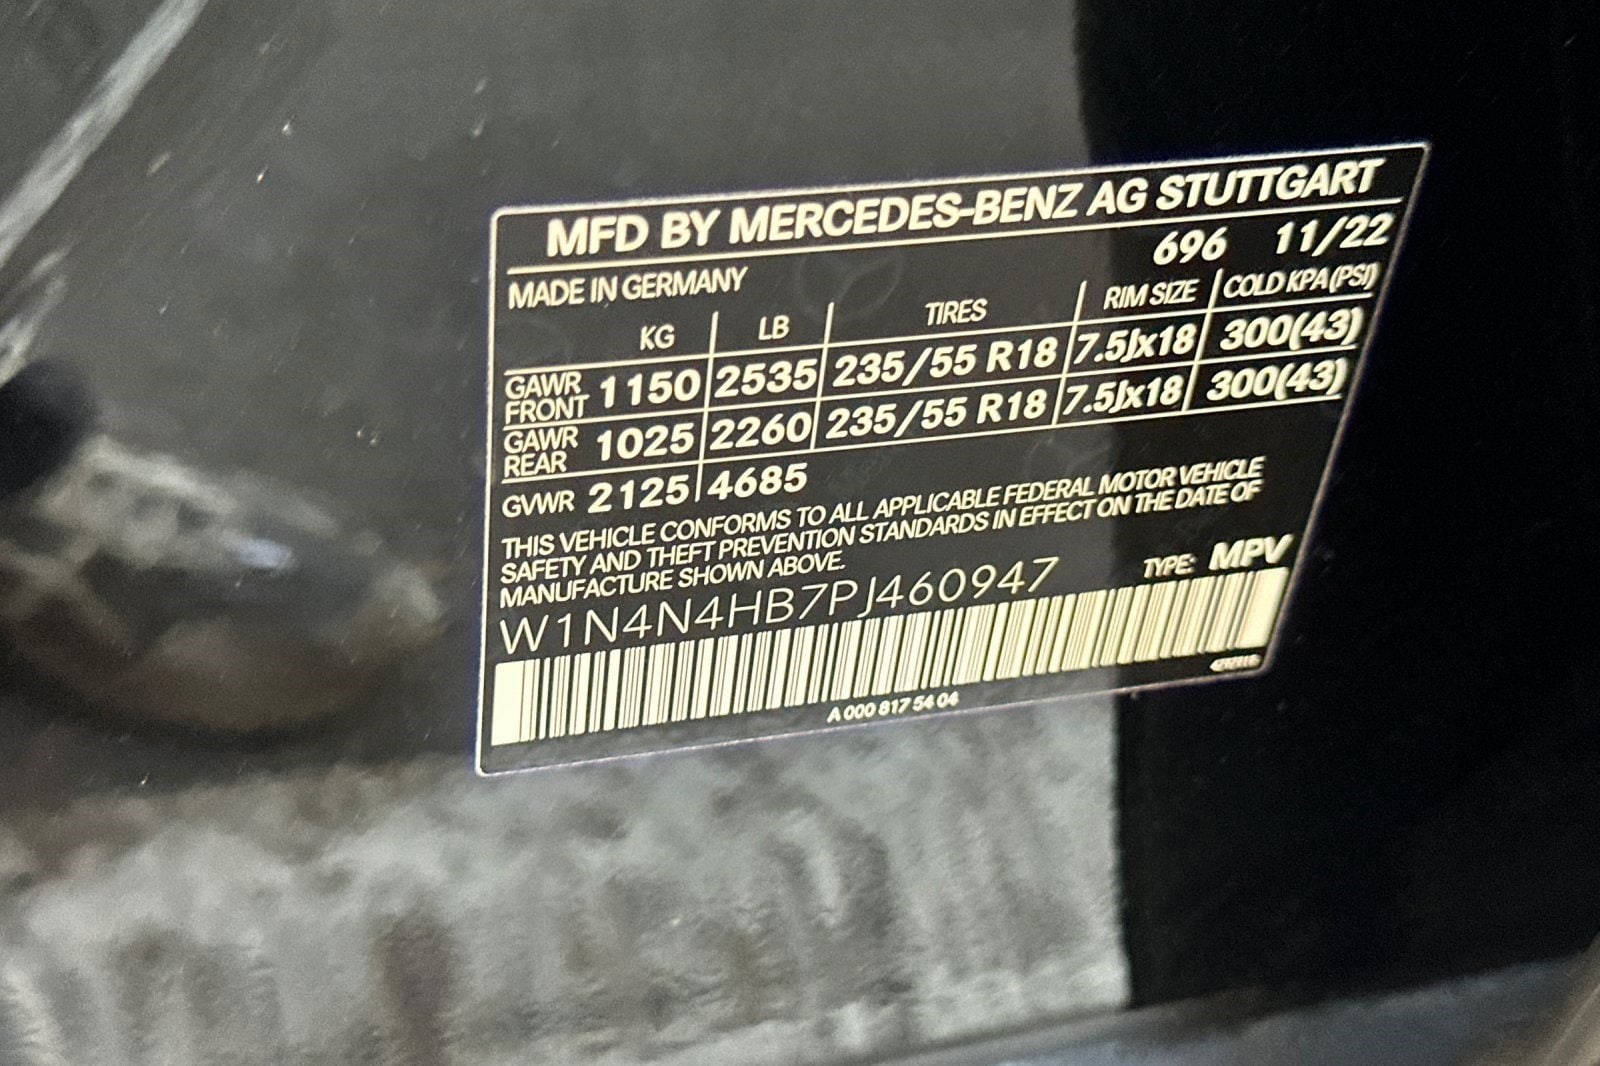 MFD BY MERCEDES-BENZ AG STUTTGART
696 11/22
MADE IN GERMANY
KG LB TIRES RIM SIZE COLD KPA(PSI)
GAWR FRONT 1150 2535 235/55 R18 7.5Jx18 300(43)
GAWR REAR 1025 2260 235/55 R18 7.5Jx18 300(43)
GVWR 2125 4685
THIS VEHICLE CONFORMS TO ALL APPLICABLE FEDERAL MOTOR VEHICLE
SAFETY AND THEFT PREVENTION STANDARDS IN EFFECT ON THE DATE OF
MANUFACTURE SHOWN ABOVE.
TYPE: MPV
W1N4N4HB7PJ460947
A 000 817 54 04